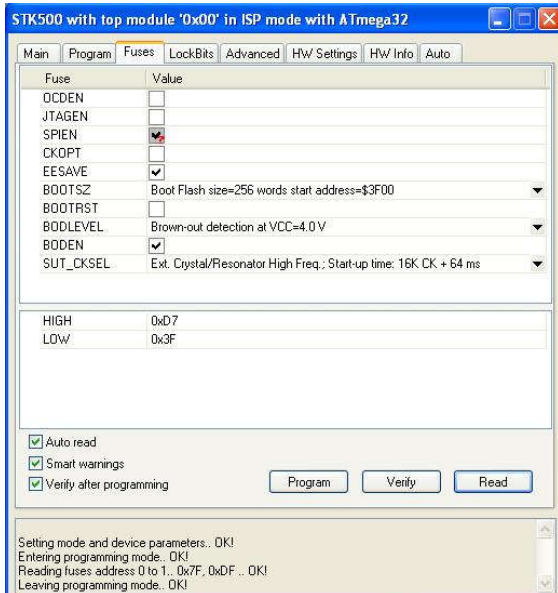 STK500 with top module '0x00' in ISP mode with ATmega32
Main Program Fuses LockBits Advanced HW Settings HW Info Auto
Fuse Value
OCDEN
JTAGEN
SPIEN
CKOPT
EESAVE
BOOTSZ Boot Flash size=256 words start address=$3F00
BOOTRST
BODLEVEL Brown-out detection at VCC=4.0 V
BODEN
SUT_CKSEL Ext. Crystal/Resonator High Freq.; Start-up time: 16K CK + 64 ms
HIGH 0xD7
LOW 0x3F
Auto read
Smart warnings
Verify after programming
Program Verify Read
Setting mode and device parameters.. OK!
Entering programming mode.. OK!
Reading fuses address 0 to 1.. 0x7F, 0xDF .. OK!
Leaving programming mode.. OK!